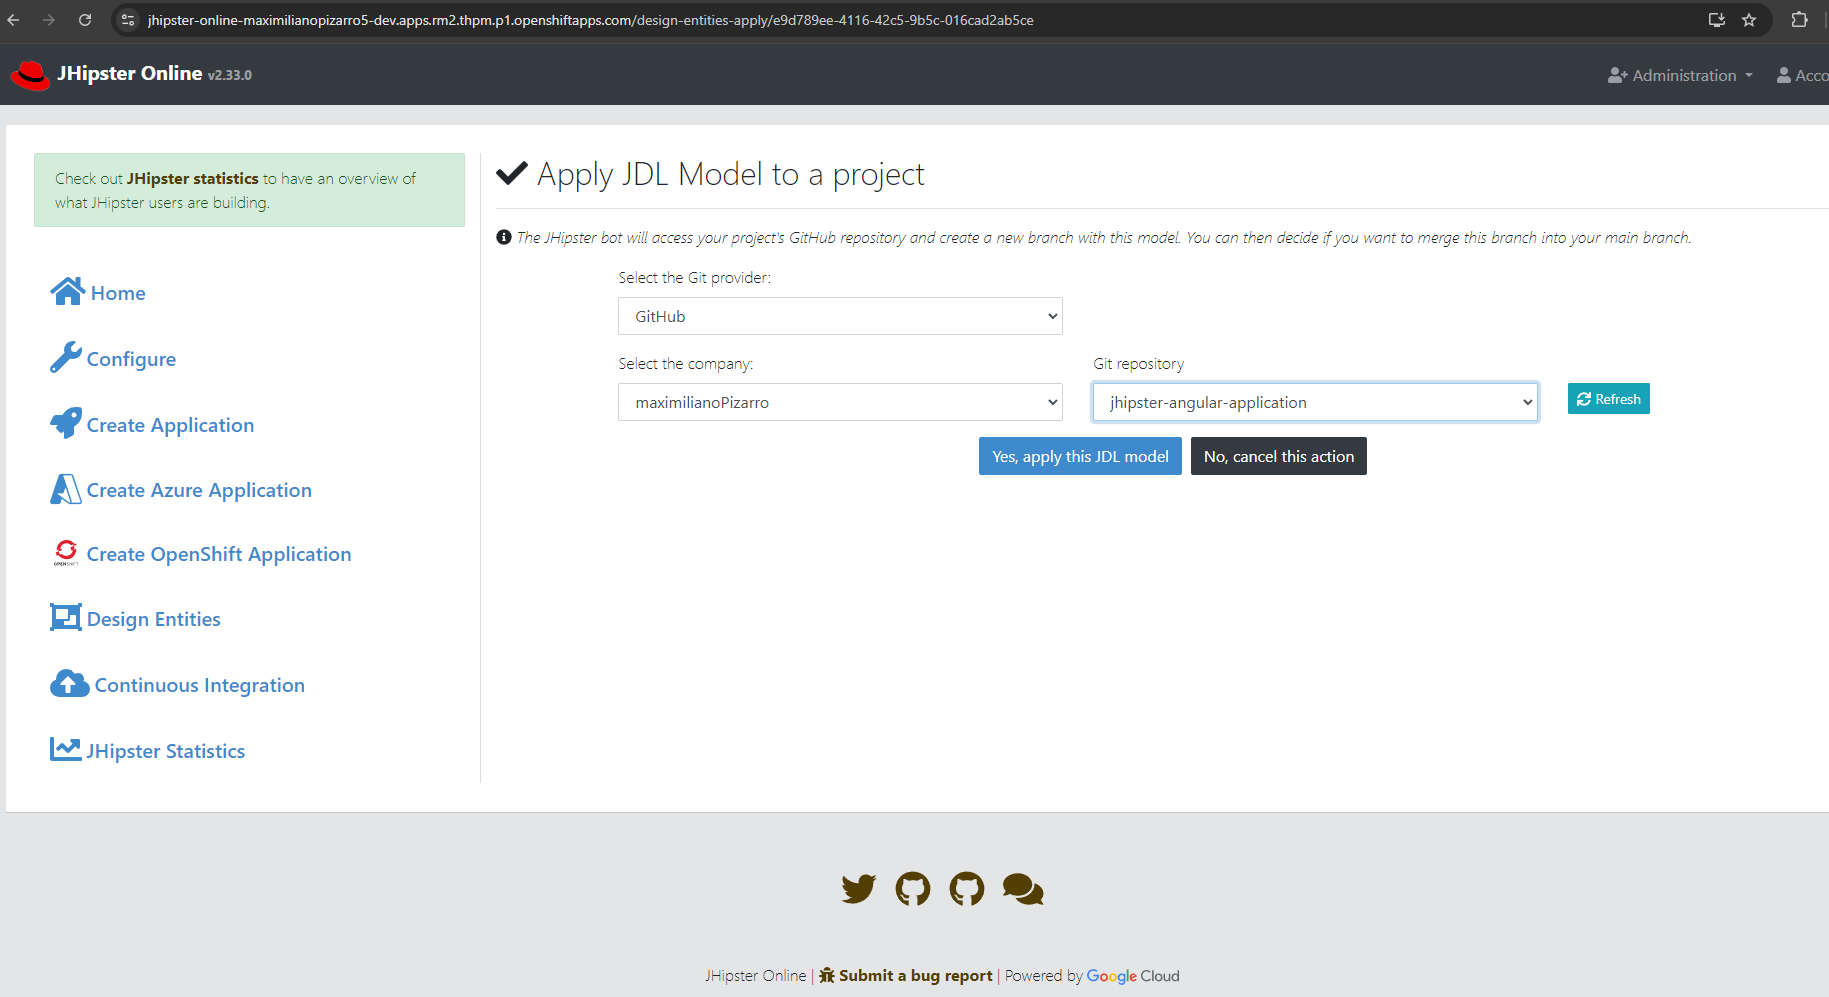 jhipster-online-maximilianopizarro5-dev.apps.rm2.thpm.p1.openshiftapps.com/design-entities-apply/e9d789ee-4116-42c5-9b5c-016cad2ab5ce
JHipster Online v2.33.0
Administration
Acco
Check out JHipster statistics to have an overview of
what JHipster users are building.
Home
Configure
Create Application
Create Azure Application
OPENSHIFT
Create OpenShift Application
Design Entities
Continuous Integration
JHipster Statistics
Apply JDL Model to a project
The JHipster bot will access your project's GitHub repository and create a new branch with this model. You can then decide if you want to merge this branch into your main branch.
Select the Git provider:
GitHub
Select the company:
Git repository
maximilianoPizarro
jhipster-angular-application
Refresh
Yes, apply this JDL model
No, cancel this action
JHipster Online | Submit a bug report | Powered by Google Cloud